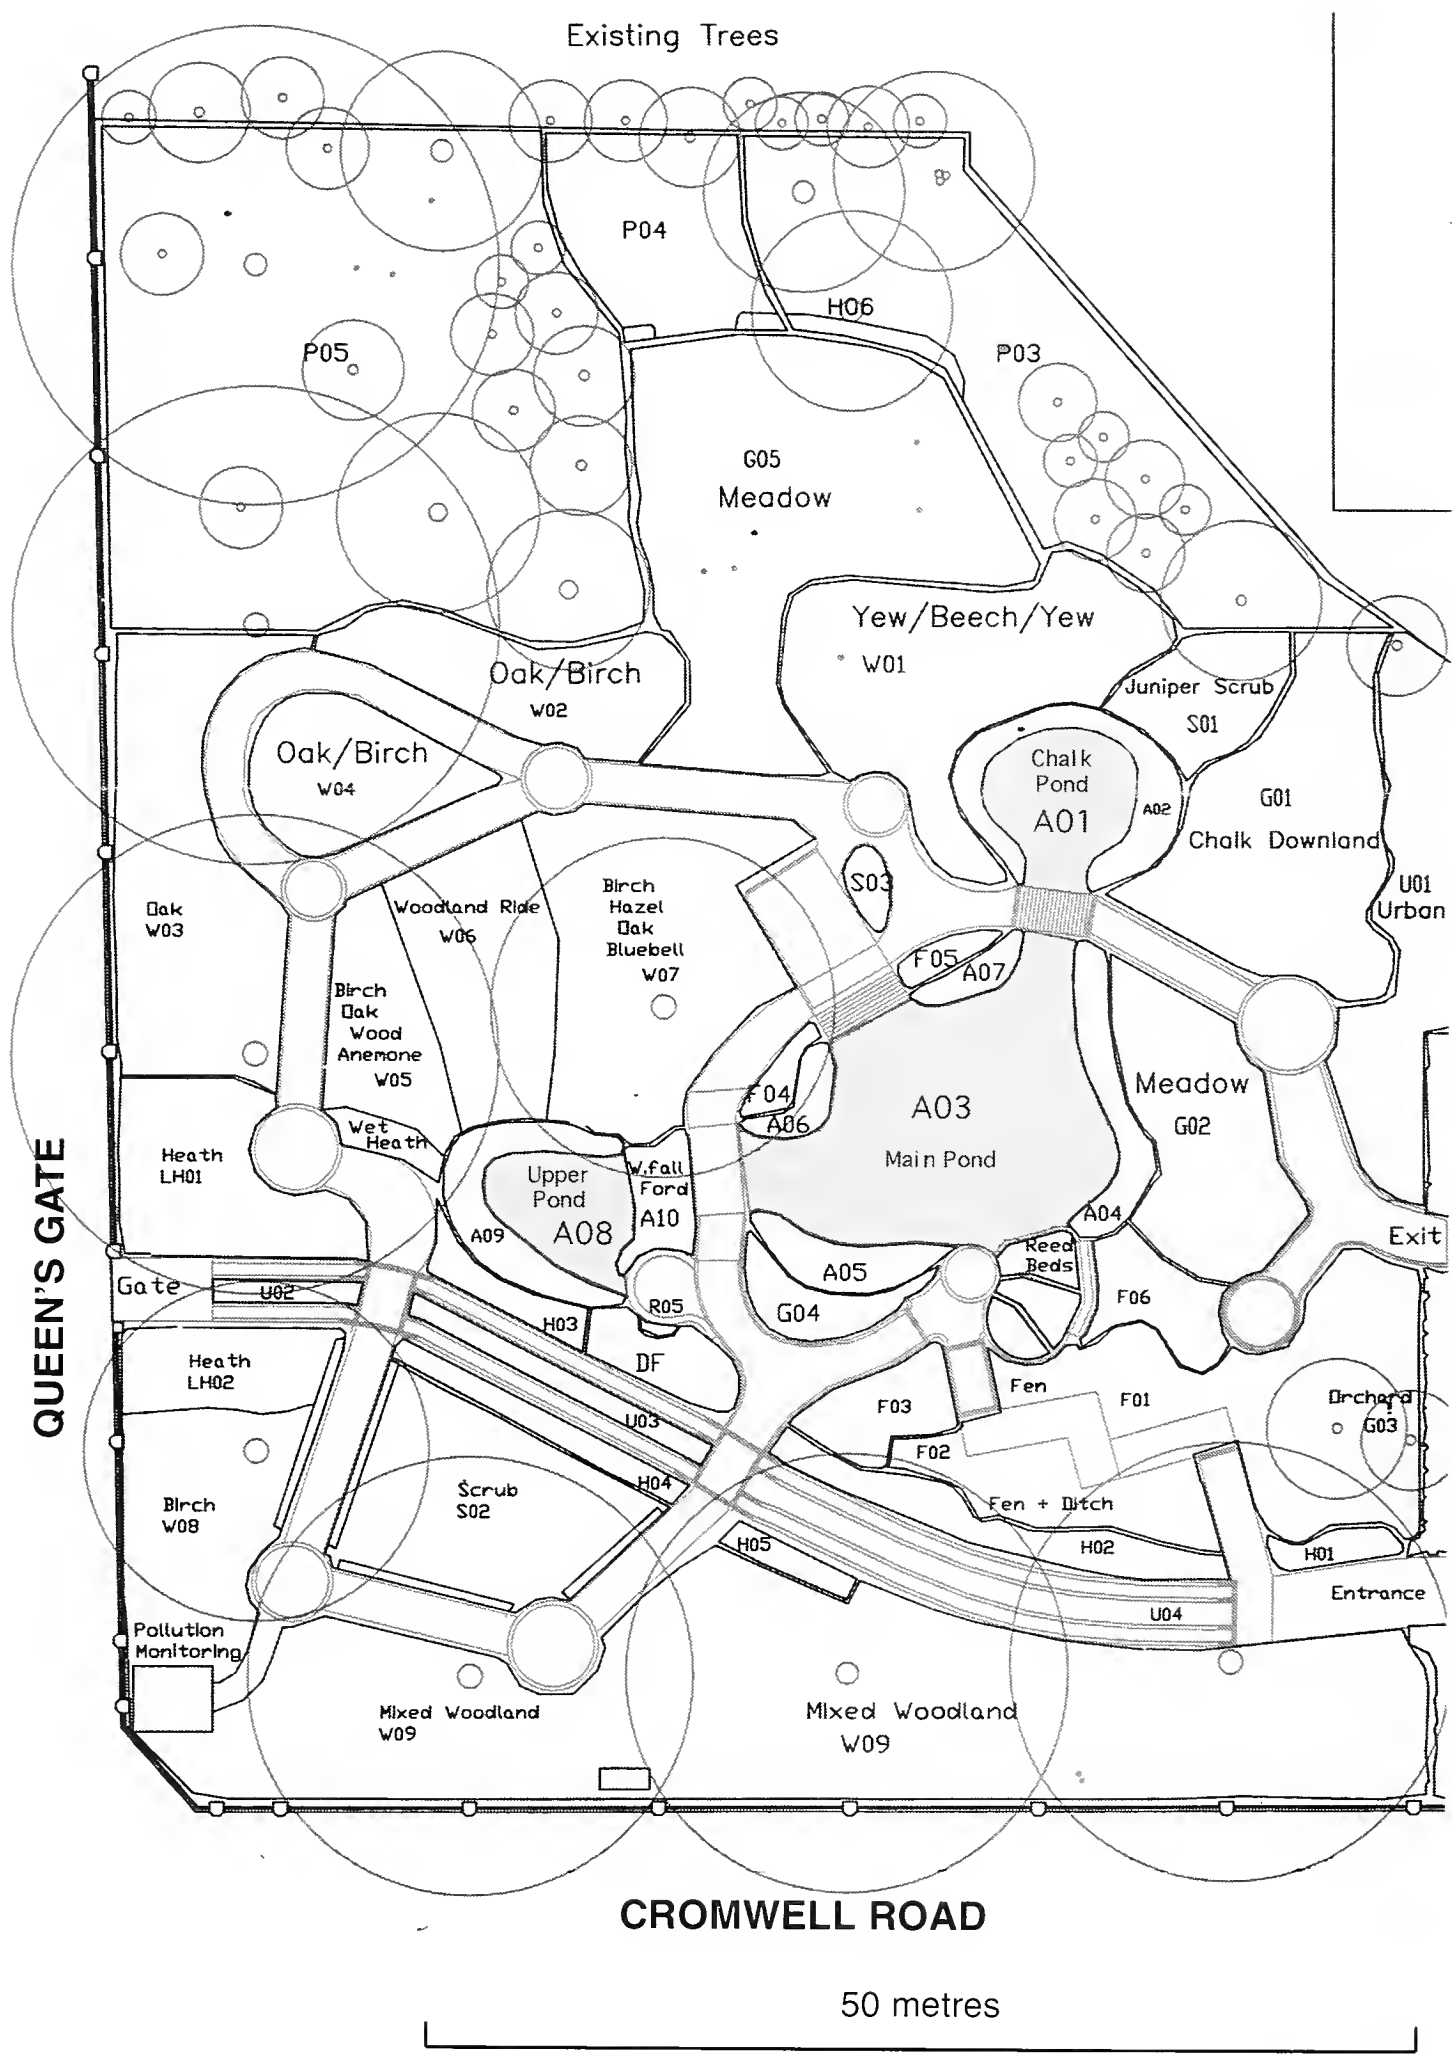 Existing Trees
P04
H06
P05
P03
G05
Meadow
Yew/Beech/Yew
W01
Oak/Birch
W02
Juniper Scrub
S01
Oak/Birch
W04
Chalk
Pond
A01
A02
G01
Chalk Downland
S03
U01
Urban
Oak
W03
Woodland Ride
W06
Birch
Hazel
Oak
Bluebell
W07
F05
A07
Birch
Oak
Wood
Anemone
W05
F04
A06
A03
Main Pond
Meadow
G02
Wet
Heath
Heath
LH01
Upper
Pond
A08
A09
W.fall
Ford
A10
A04
Reed
Beds
Exit
QUEEN'S GATE
Gate
U02
A05
R05
G04
F06
H03
DF
Heath
LH02
Fen
F01
Orchard
?
G03
F03
U03
F02
H04
Scrub
S02
Fen + Ditch
Birch
W08
H05
H02
H01
Entrance
U04
Pollution
Monitoring
Mixed Woodland
W09
Mixed Woodland
W09
CROMWELL ROAD
50 metres